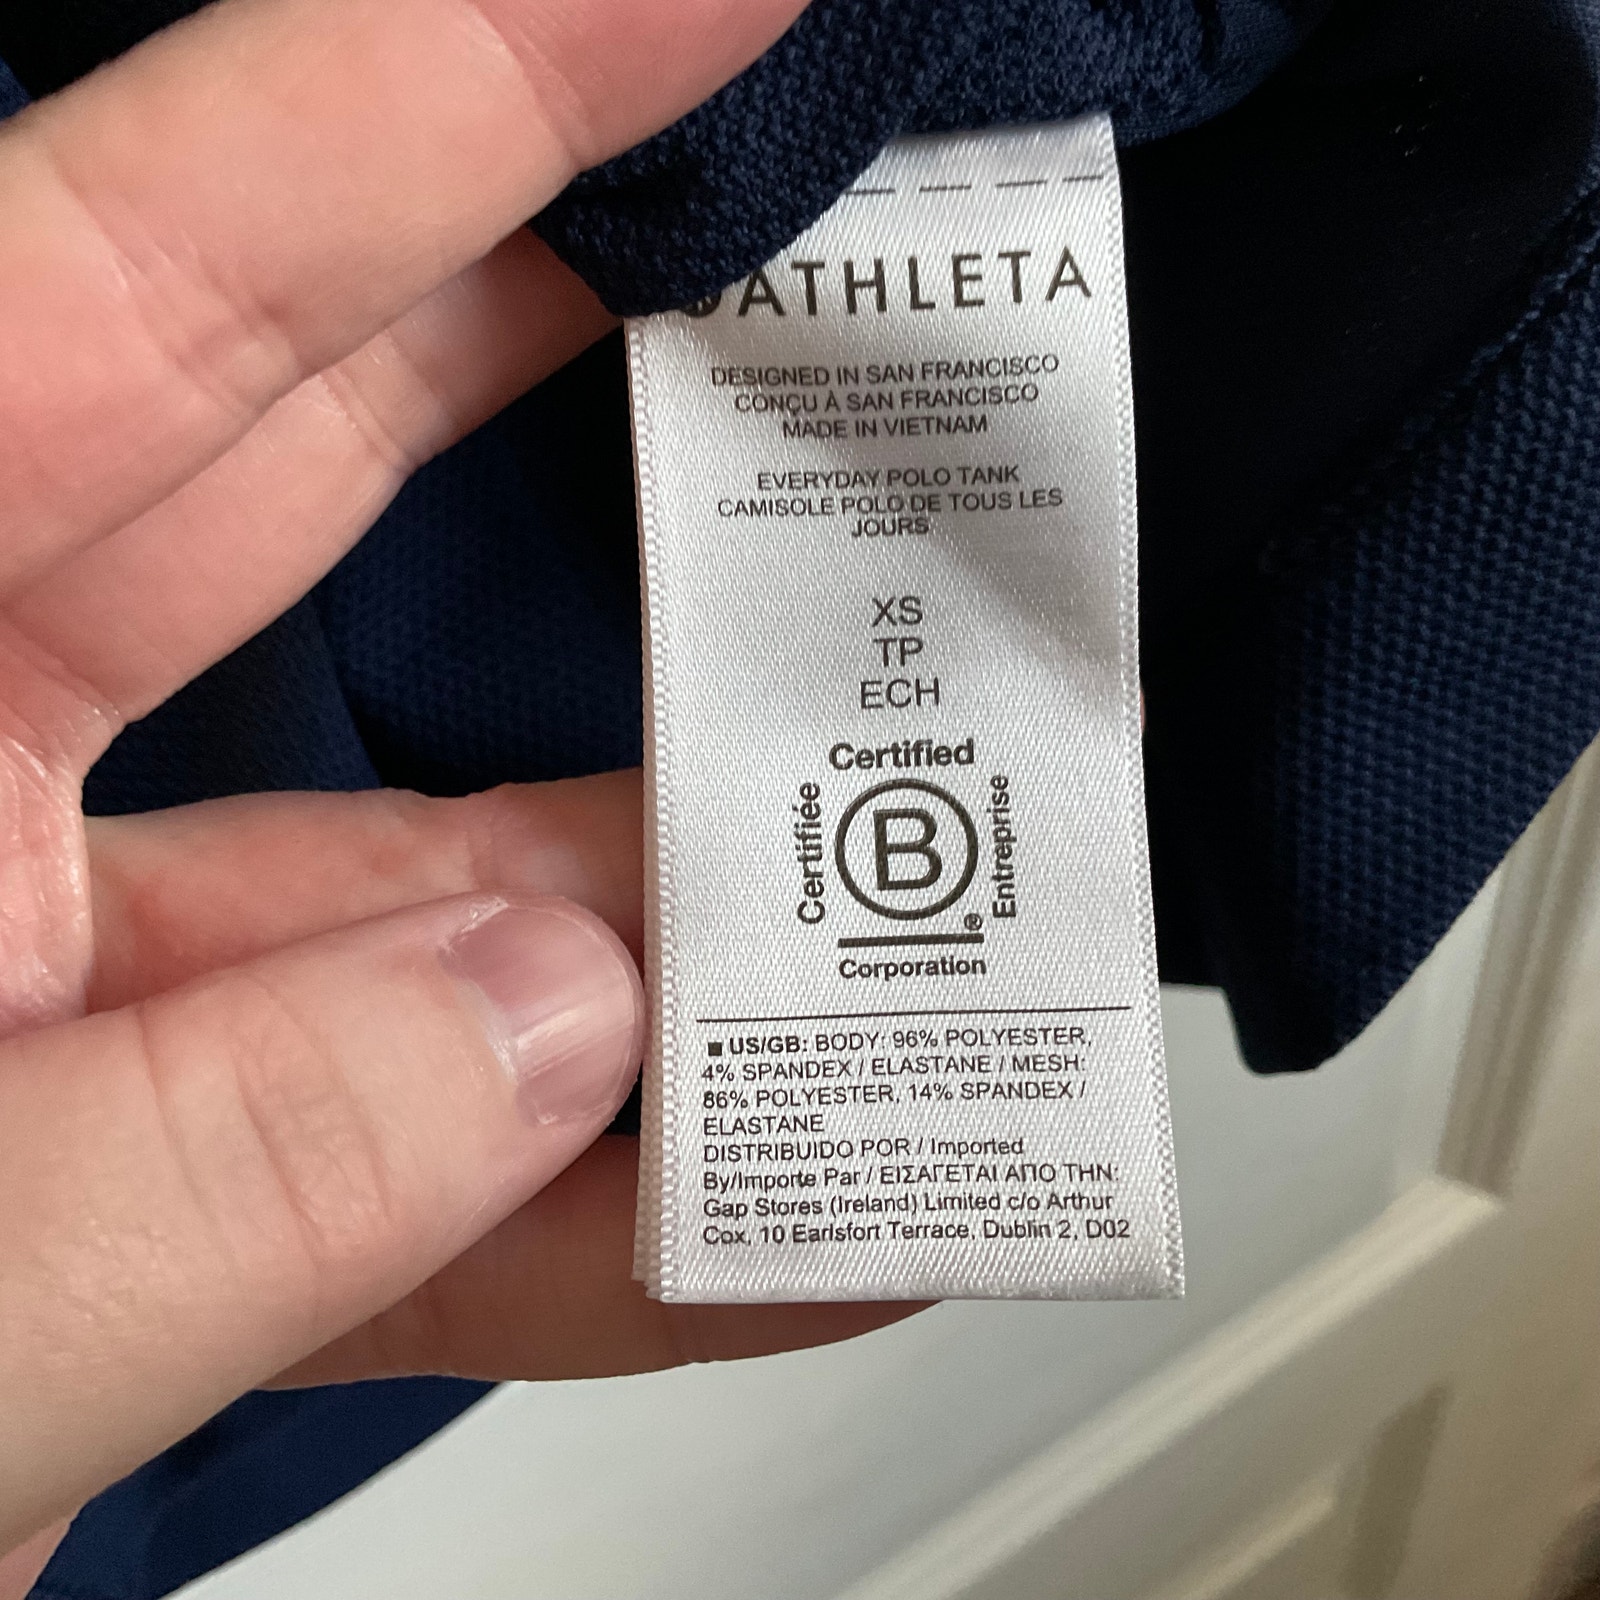 ATHLETA
DESIGNED IN SAN FRANCISCO
CONÇU À SAN FRANCISCO
MADE IN VIETNAM
EVERYDAY POLO TANK
CAMISOLE POLO DE TOUS LES
JOURS
XS
TP
ECH
Certified
Certifiée
B
®
Entreprise
Corporation
■ US/GB: BODY: 96% POLYESTER,
4% SPANDEX / ELASTANE / MESH:
86% POLYESTER, 14% SPANDEX /
ELASTANE
DISTRIBUIDO POR / Imported
By/Importe Par / ΕΙΣΑΓΕΤΑΙ ΑΠΟ ΤΗΝ:
Gap Stores (Ireland) Limited c/o Arthur
Cox, 10 Earlsfort Terrace, Dublin 2, D02